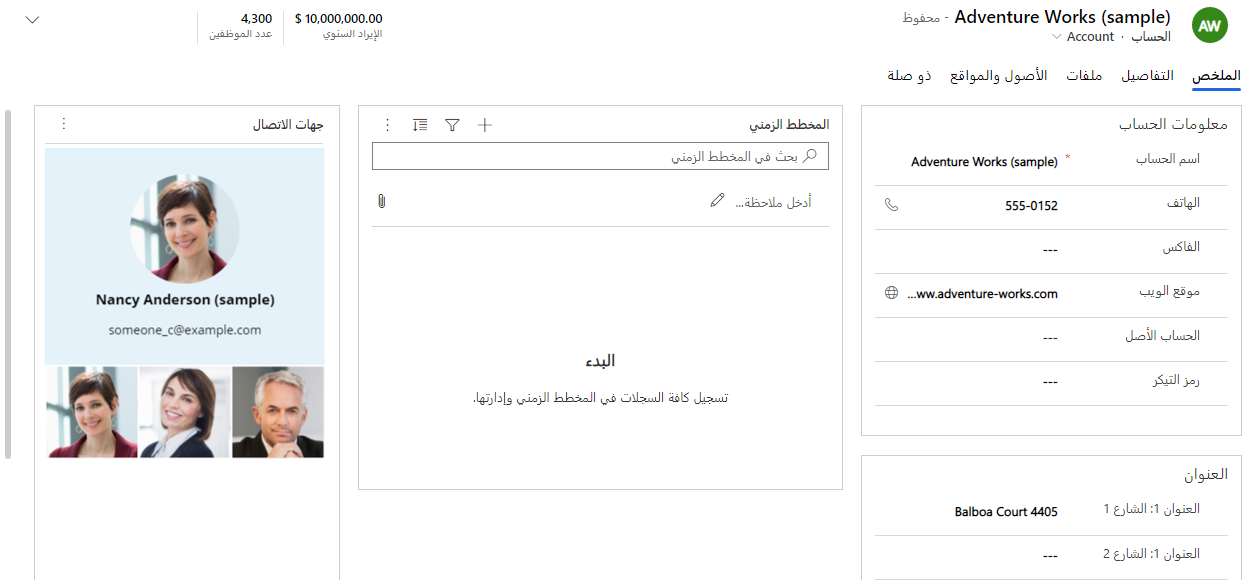 AW
Adventure Works (sample) - محفوظ
الحساب · Account
$ 10,000,000.00
الإيراد السنوي
4,300
عدد الموظفين
الملخص
التفاصيل
ملفات
الأصول والمواقع
ذو صلة
معلومات الحساب
اسم الحساب * Adventure Works (sample)
الهاتف 555-0152
الفاكس ---
موقع الويب ...ww.adventure-works.com
الحساب الأصل ---
رمز التيكر ---
العنوان
العنوان 1: الشارع 1 Balboa Court 4405
العنوان 1: الشارع 2 ---
المخطط الزمني
بحث في المخطط الزمني
أدخل ملاحظة...
البدء
تسجيل كافة السجلات في المخطط الزمني وإدارتها.
جهات الاتصال
Nancy Anderson (sample)
someone_c@example.com